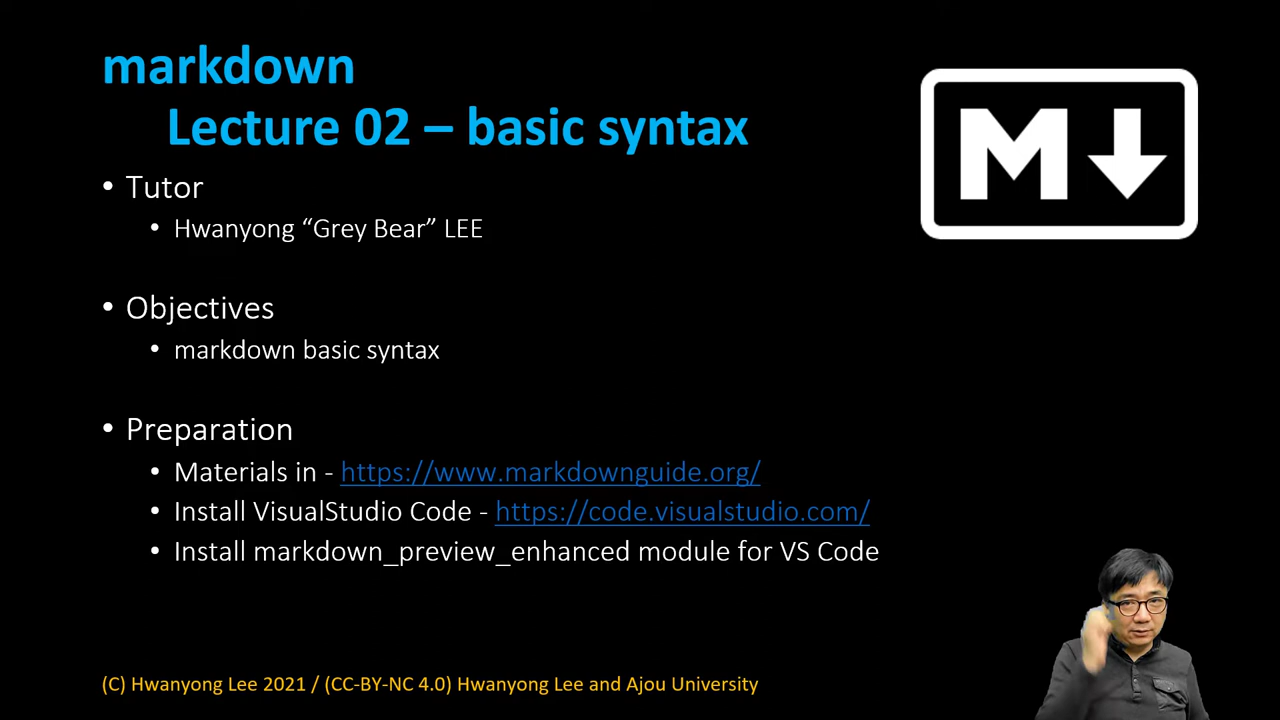 markdown
Lecture 02 – basic syntax
M
• Tutor
• Hwanyong “Grey Bear” LEE
• Objectives
• markdown basic syntax
• Preparation
• Materials in - https://www.markdownguide.org/
• Install VisualStudio Code - https://code.visualstudio.com/
• Install markdown_preview_enhanced module for VS Code
(C) Hwanyong Lee 2021 / (CC-BY-NC 4.0) Hwanyong Lee and Ajou University